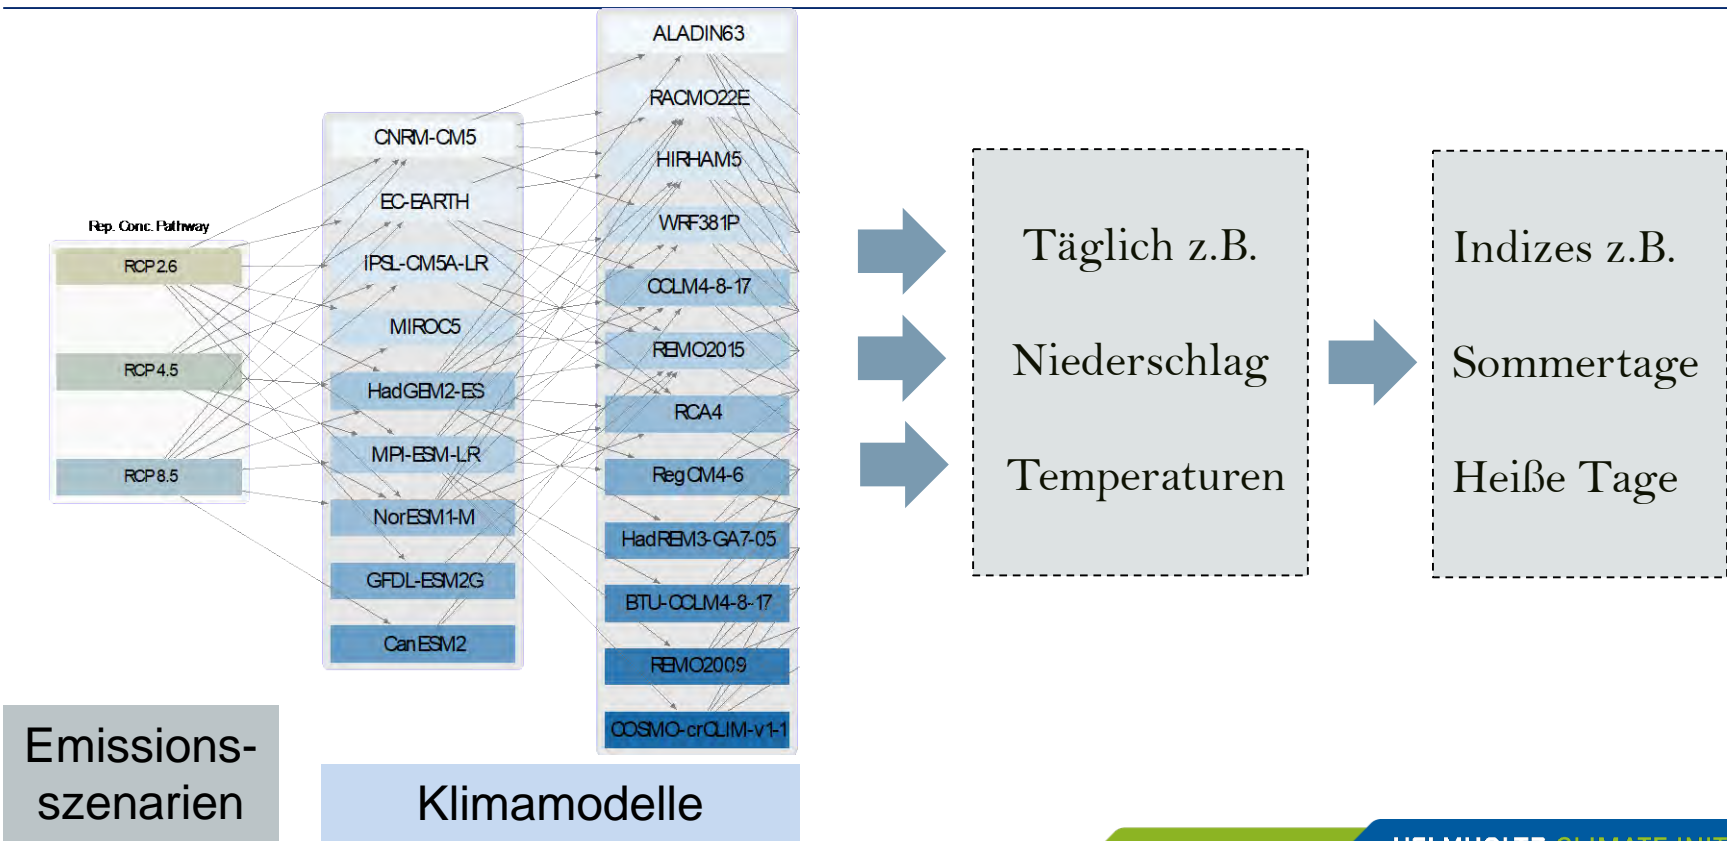 Rep. Conc. Pathway
RCP2.6
RCP4.5
RCP8.5
CNRM-CM5
EC-EARTH
IPSL-CM5A-LR
MIROC5
HadGEM2-ES
MPI-ESM-LR
NorESM1-M
GFDL-ESM2G
CanESM2
ALADIN63
RACMO22E
HIRHAM5
WRF381P
CCLM4-8-17
REMO2015
RCA4
RegCM4-6
HadREM3-GA7-05
BTU-CCLM4-8-17
REMO2009
COSMO-crCLIM-v1-1
Täglich z.B.
Niederschlag
Temperaturen
Indizes z.B.
Sommertage
Heiße Tage
Emissions-
szenarien
Klimamodelle